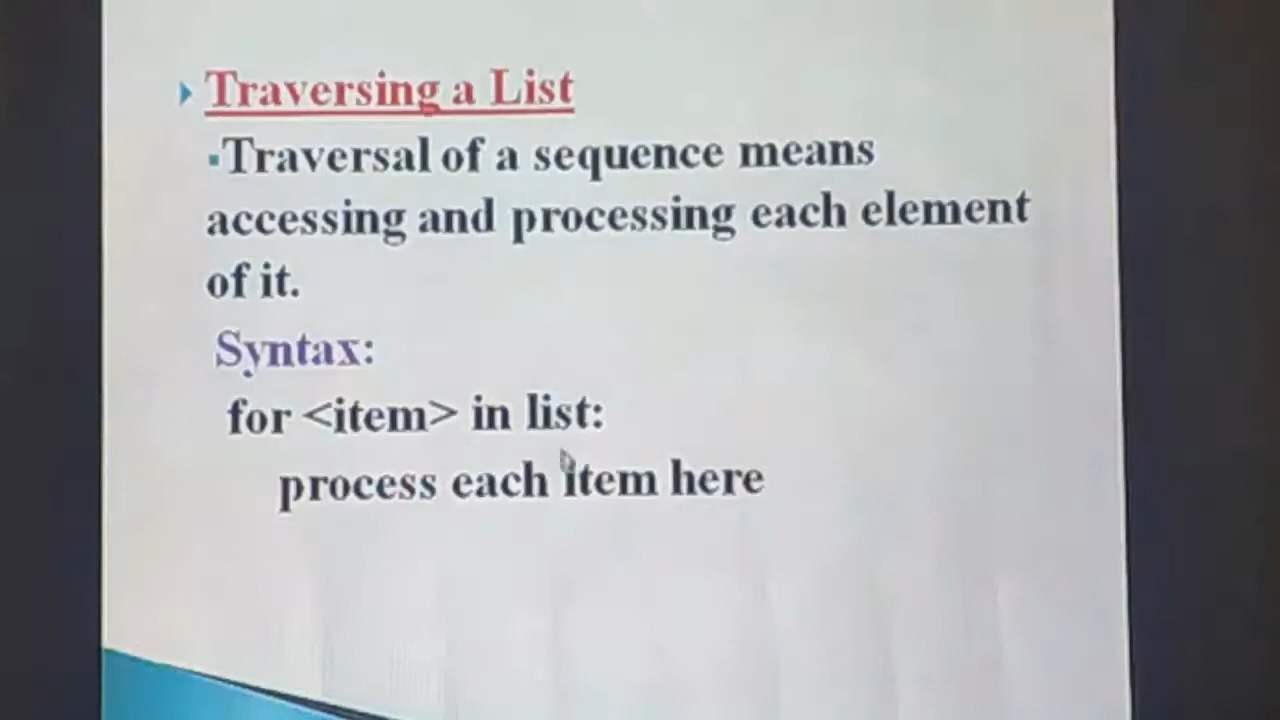 Traversing a List
Traversal of a sequence means
accessing and processing each element
of it.
Syntax:
for <item> in list:
process each item here